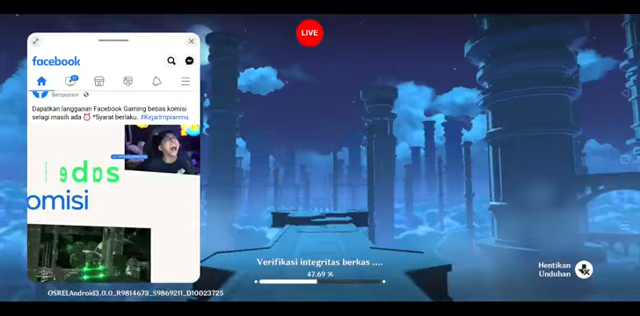 LIVE
facebook
Bersponsor
Dapatkan langganan Facebook Gaming bebas komisi
selagi masih ada ⏰ *Syarat berlaku. #KejarImpianmu
omisi
Verifikasi integritas berkas ....
47.69 %
Hentikan
Unduhan
OSRELAndroid3.0.0_R9814673_S9869211_D10023725